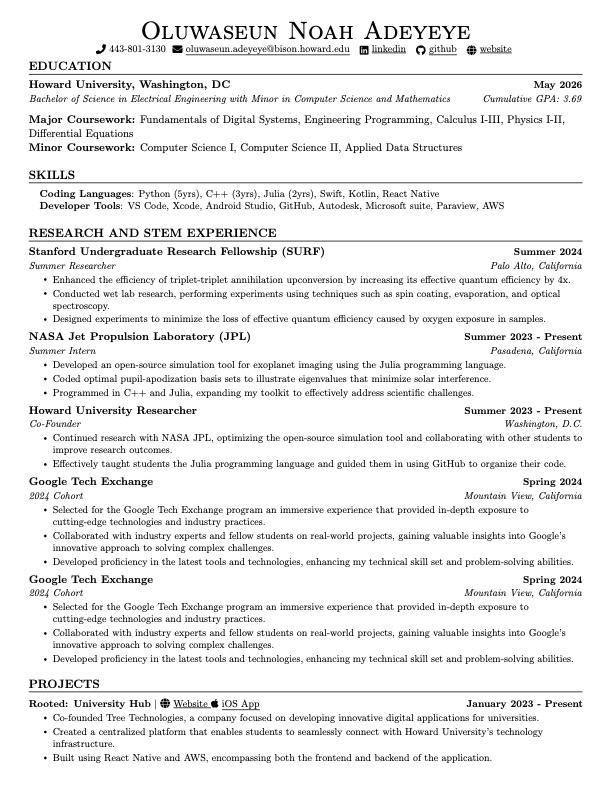 Oluwaseun Noah Adeyeye
443-801-3130 oluwaseun.adeyeye@bison.howard.edu linkedin github website
EDUCATION
Howard University, Washington, DC May 2026
Bachelor of Science in Electrical Engineering with Minor in Computer Science and Mathematics Cumulative GPA: 3.69
Major Coursework: Fundamentals of Digital Systems, Engineering Programming, Calculus I-III, Physics I-II,
Differential Equations
Minor Coursework: Computer Science I, Computer Science II, Applied Data Structures
SKILLS
Coding Languages: Python (5yrs), C++ (3yrs), Julia (2yrs), Swift, Kotlin, React Native
Developer Tools: VS Code, Xcode, Android Studio, GitHub, Autodesk, Microsoft suite, Paraview, AWS
RESEARCH AND STEM EXPERIENCE
Stanford Undergraduate Research Fellowship (SURF) Summer 2024
Summer Researcher Palo Alto, California
• Enhanced the efficiency of triplet-triplet annihilation upconversion by increasing its effective quantum efficiency by 4x.
• Conducted wet lab research, performing experiments using techniques such as spin coating, evaporation, and optical
spectroscopy.
• Designed experiments to minimize the loss of effective quantum efficiency caused by oxygen exposure in samples.
NASA Jet Propulsion Laboratory (JPL) Summer 2023 - Present
Summer Intern Pasadena, California
• Developed an open-source simulation tool for exoplanet imaging using the Julia programming language.
• Coded optimal pupil-apodization basis sets to illustrate eigenvalues that minimize solar interference.
• Programmed in C++ and Julia, expanding my toolkit to effectively address scientific challenges.
Howard University Researcher Summer 2023 - Present
Co-Founder Washington, D.C.
• Continued research with NASA JPL, optimizing the open-source simulation tool and collaborating with other students to
improve research outcomes.
• Effectively taught students the Julia programming language and guided them in using GitHub to organize their code.
Google Tech Exchange Spring 2024
2024 Cohort Mountain View, California
• Selected for the Google Tech Exchange program an immersive experience that provided in-depth exposure to
cutting-edge technologies and industry practices.
• Collaborated with industry experts and fellow students on real-world projects, gaining valuable insights into Google's
innovative approach to solving complex challenges.
• Developed proficiency in the latest tools and technologies, enhancing my technical skill set and problem-solving abilities.
Google Tech Exchange Spring 2024
2024 Cohort Mountain View, California
• Selected for the Google Tech Exchange program an immersive experience that provided in-depth exposure to
cutting-edge technologies and industry practices.
• Collaborated with industry experts and fellow students on real-world projects, gaining valuable insights into Google's
innovative approach to solving complex challenges.
• Developed proficiency in the latest tools and technologies, enhancing my technical skill set and problem-solving abilities.
PROJECTS
Rooted: University Hub | Website iOS App January 2023 - Present
• Co-founded Tree Technologies, a company focused on developing innovative digital applications for universities.
• Created a centralized platform that enables students to seamlessly connect with Howard University's technology
infrastructure.
• Built using React Native and AWS, encompassing both the frontend and backend of the application.